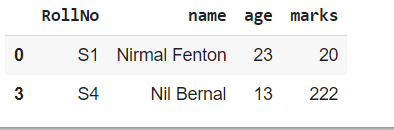 RollNo name age marks
0 S1 Nirmal Fenton 23 20
3 S4 Nil Bernal 13 222